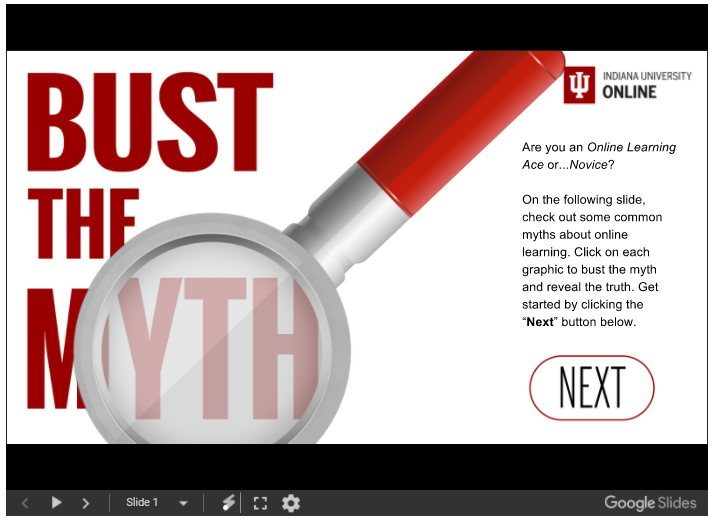 BUST
THE
MYTH
INDIANA UNIVERSITY
ONLINE
Are you an Online Learning
Ace or...Novice?
On the following slide,
check out some common
myths about online
learning. Click on each
graphic to bust the myth
and reveal the truth. Get
started by clicking the
“Next” button below.
NEXT
Slide 1
Google Slides